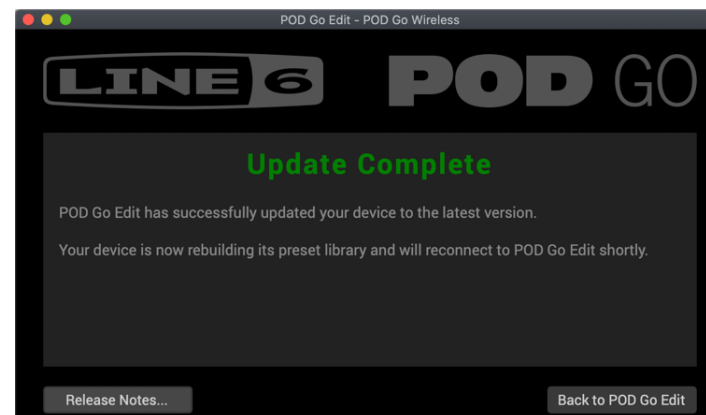 POD Go Edit - POD Go Wireless
LINE 6 POD GO
Update Complete
POD Go Edit has successfully updated your device to the latest version.
Your device is now rebuilding its preset library and will reconnect to POD Go Edit shortly.
Release Notes... Back to POD Go Edit